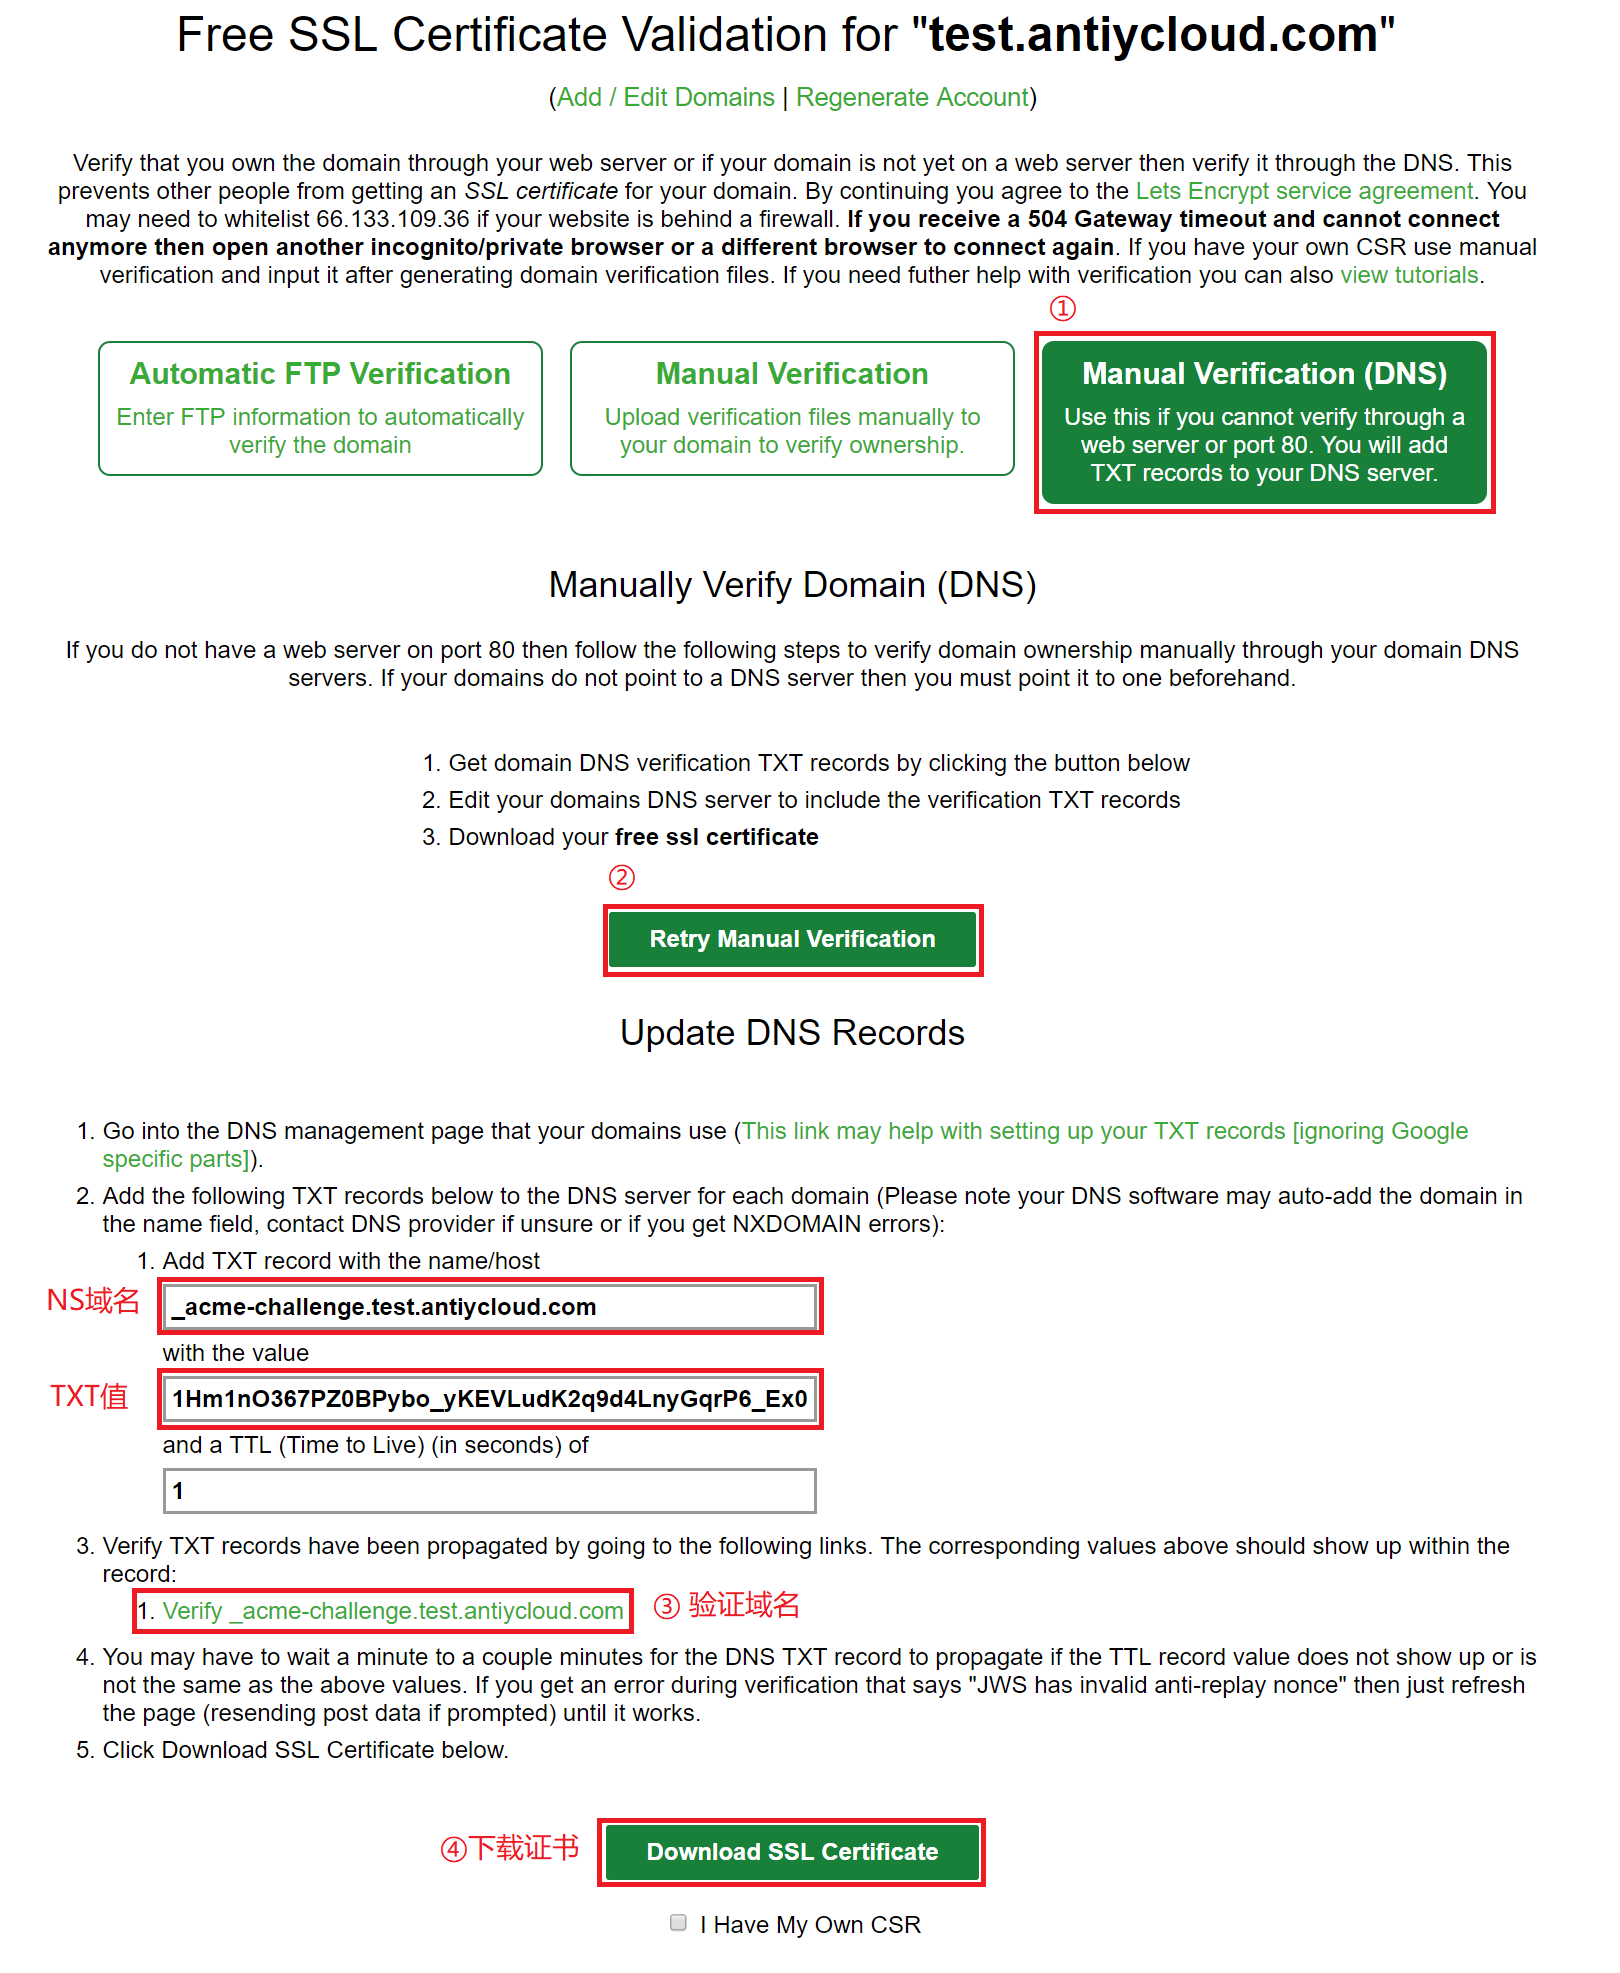 Free SSL Certificate Validation for "test.antiycloud.com"
(Add / Edit Domains | Regenerate Account)
Verify that you own the domain through your web server or if your domain is not yet on a web server then verify it through the DNS. This
prevents other people from getting an SSL certificate for your domain. By continuing you agree to the Lets Encrypt service agreement. You
may need to whitelist 66.133.109.36 if your website is behind a firewall. If you receive a 504 Gateway timeout and cannot connect
anymore then open another incognito/private browser or a different browser to connect again. If you have your own CSR use manual
verification and input it after generating domain verification files. If you need futher help with verification you can also view tutorials.
①
Automatic FTP Verification
Enter FTP information to automatically
verify the domain
Manual Verification
Upload verification files manually to
your domain to verify ownership.
Manual Verification (DNS)
Use this if you cannot verify through a
web server or port 80. You will add
TXT records to your DNS server.
Manually Verify Domain (DNS)
If you do not have a web server on port 80 then follow the following steps to verify domain ownership manually through your domain DNS
servers. If your domains do not point to a DNS server then you must point it to one beforehand.
1. Get domain DNS verification TXT records by clicking the button below
2. Edit your domains DNS server to include the verification TXT records
3. Download your free ssl certificate
②
Retry Manual Verification
Update DNS Records
1. Go into the DNS management page that your domains use (This link may help with setting up your TXT records [ignoring Google
specific parts]).
2. Add the following TXT records below to the DNS server for each domain (Please note your DNS software may auto-add the domain in
the name field, contact DNS provider if unsure or if you get NXDOMAIN errors):
1. Add TXT record with the name/host
NS域名 _acme-challenge.test.antiycloud.com
with the value
TXT值 1Hm1nO367PZ0BPybo_yKEVLudK2q9d4LnyGqrP6_Ex0
and a TTL (Time to Live) (in seconds) of
1
3. Verify TXT records have been propagated by going to the following links. The corresponding values above should show up within the
record:
1. Verify _acme-challenge.test.antiycloud.com ③ 验证域名
4. You may have to wait a minute to a couple minutes for the DNS TXT record to propagate if the TTL record value does not show up or is
not the same as the above values. If you get an error during verification that says "JWS has invalid anti-replay nonce" then just refresh
the page (resending post data if prompted) until it works.
5. Click Download SSL Certificate below.
④下载证书 Download SSL Certificate
I Have My Own CSR